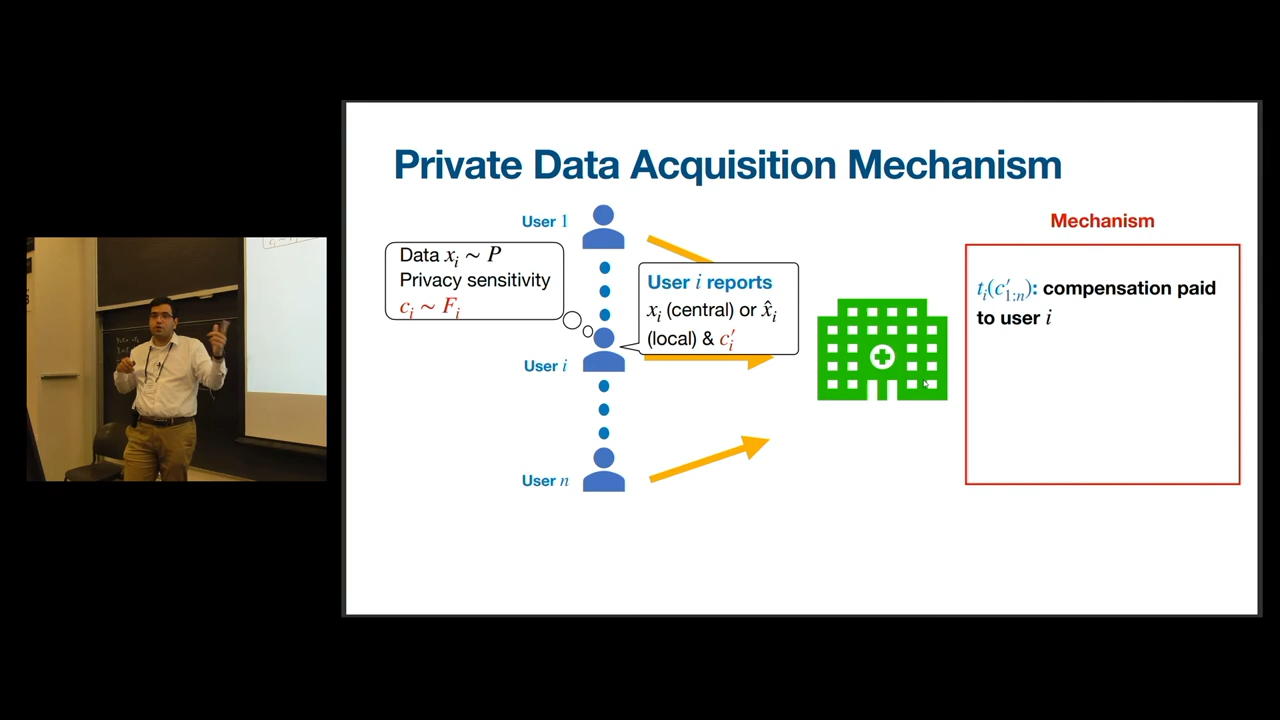 Private Data Acquisition Mechanism
User 1
Data xᵢ ∼ P
Privacy sensitivity
cᵢ ∼ Fᵢ
User i reports
xᵢ (central) or x̂ᵢ
(local) & c′ᵢ
User i
User n
Mechanism
tᵢ(c′₁:ₙ): compensation paid
to user i